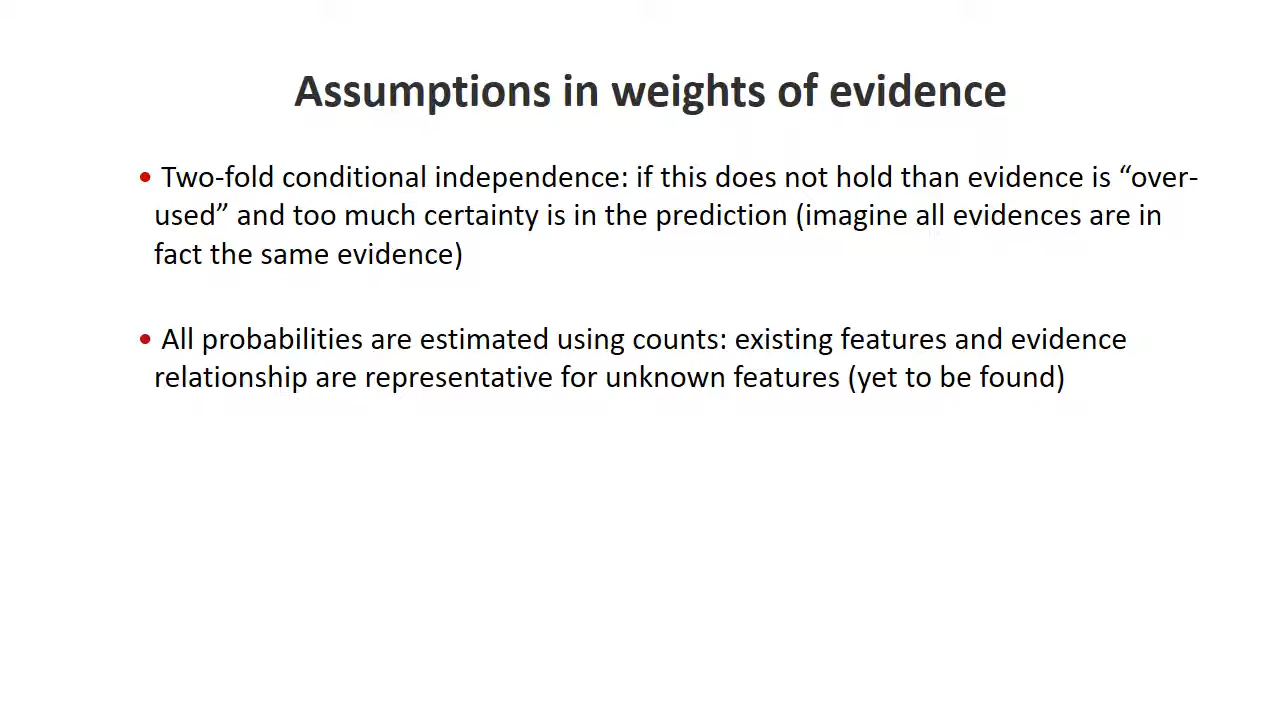 Assumptions in weights of evidence
• Two-fold conditional independence: if this does not hold than evidence is “over-
used” and too much certainty is in the prediction (imagine all evidences are in
fact the same evidence)
• All probabilities are estimated using counts: existing features and evidence
relationship are representative for unknown features (yet to be found)